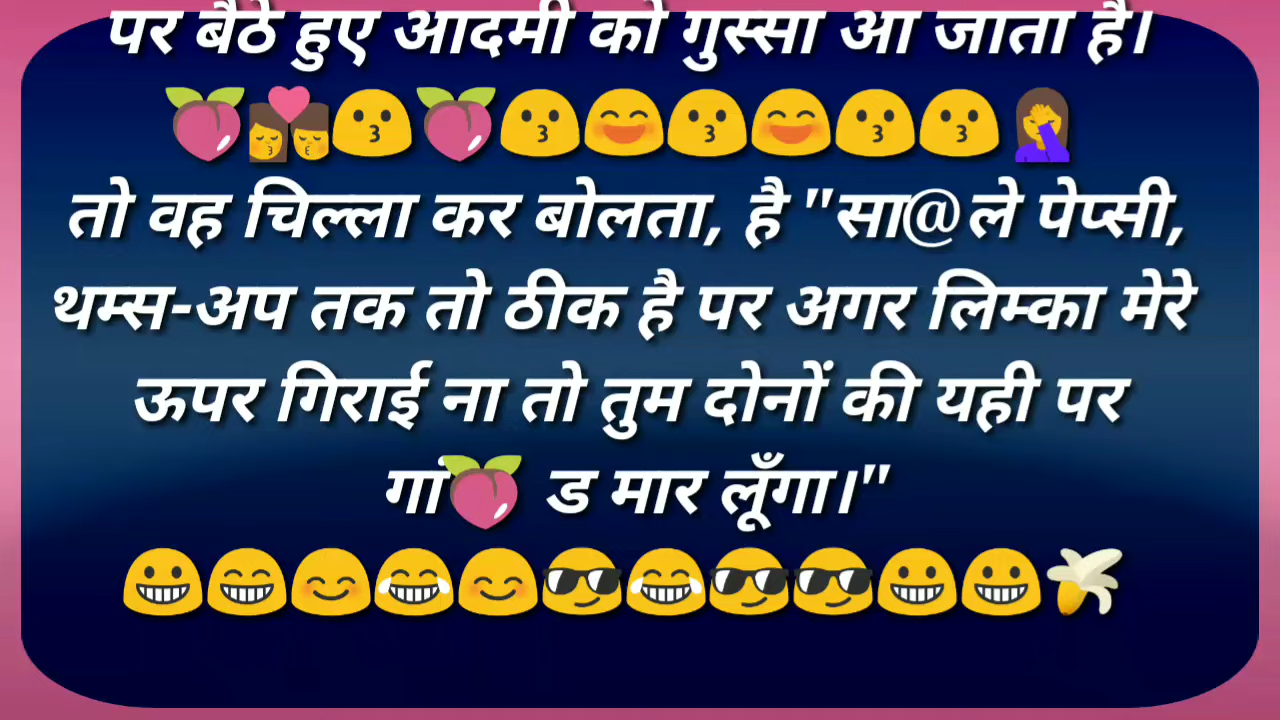 पर बैठे हुए आदमी को गुस्सा आ जाता है।
🍑💏😗🍑😗😄😗😄😗😗🤦‍♀️
तो वह चिल्ला कर बोलता, है "सा@ले पेप्सी,
थम्स-अप तक तो ठीक है पर अगर लिम्का मेरे
ऊपर गिराई ना तो तुम दोनों की यही पर
गां🍑 ड मार लूँगा।"
😀😁😊😂😊😎😂😎😎😀😀🍌